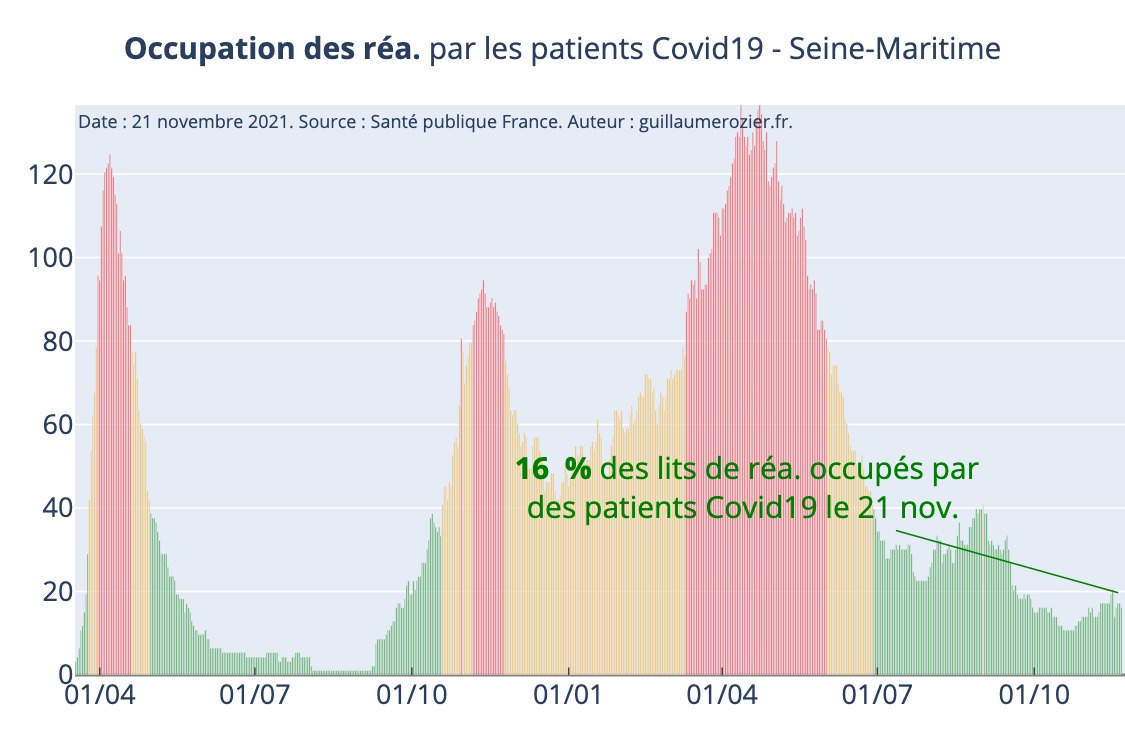 Occupation des réa. par les patients Covid19 - Seine-Maritime
Date : 21 novembre 2021. Source : Santé publique France. Auteur : guillaumerozier.fr.
120
100
80
60
16 % des lits de réa. occupés par
des patients Covid19 le 21 nov.
40
20
0
01/04 01/07 01/10 01/01 01/04 01/07 01/10